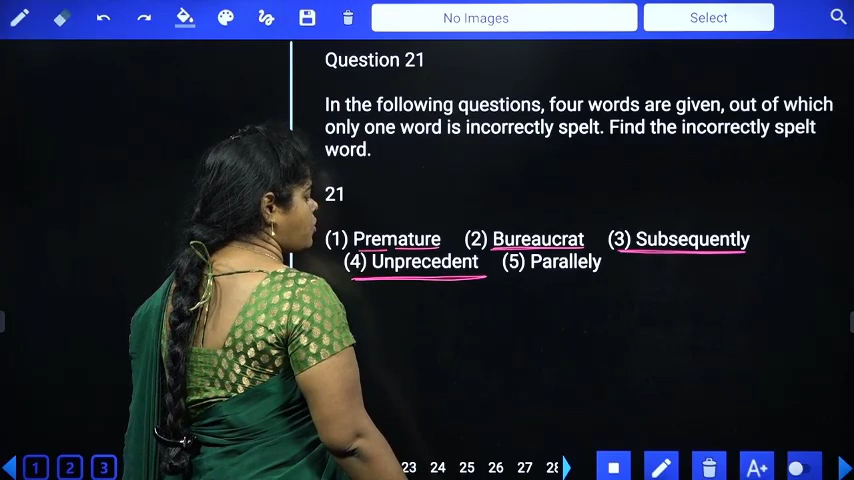 No Images
Select
Question 21
In the following questions, four words are given, out of which
only one word is incorrectly spelt. Find the incorrectly spelt
word.
21
(1) Premature (2) Bureaucrat (3) Subsequently
(4) Unprecedent (5) Parallely
1 2 3 23 24 25 26 27 28 A+